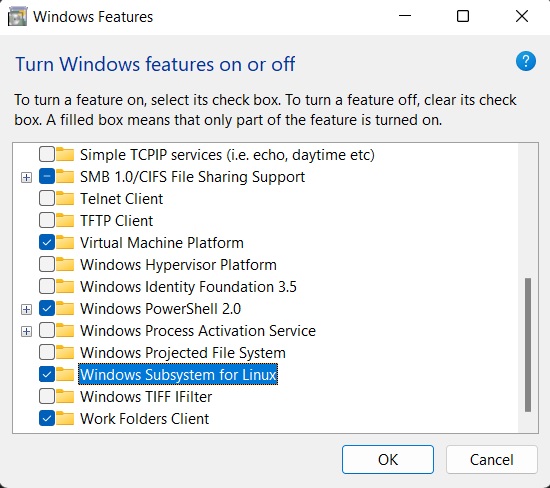 Windows Features
Turn Windows features on or off
?
To turn a feature on, select its check box. To turn a feature off, clear its check
box. A filled box means that only part of the feature is turned on.
Simple TCPIP services (i.e. echo, daytime etc)
SMB 1.0/CIFS File Sharing Support
Telnet Client
TFTP Client
Virtual Machine Platform
Windows Hypervisor Platform
Windows Identity Foundation 3.5
Windows PowerShell 2.0
Windows Process Activation Service
Windows Projected File System
Windows Subsystem for Linux
Windows TIFF IFilter
Work Folders Client
OK Cancel